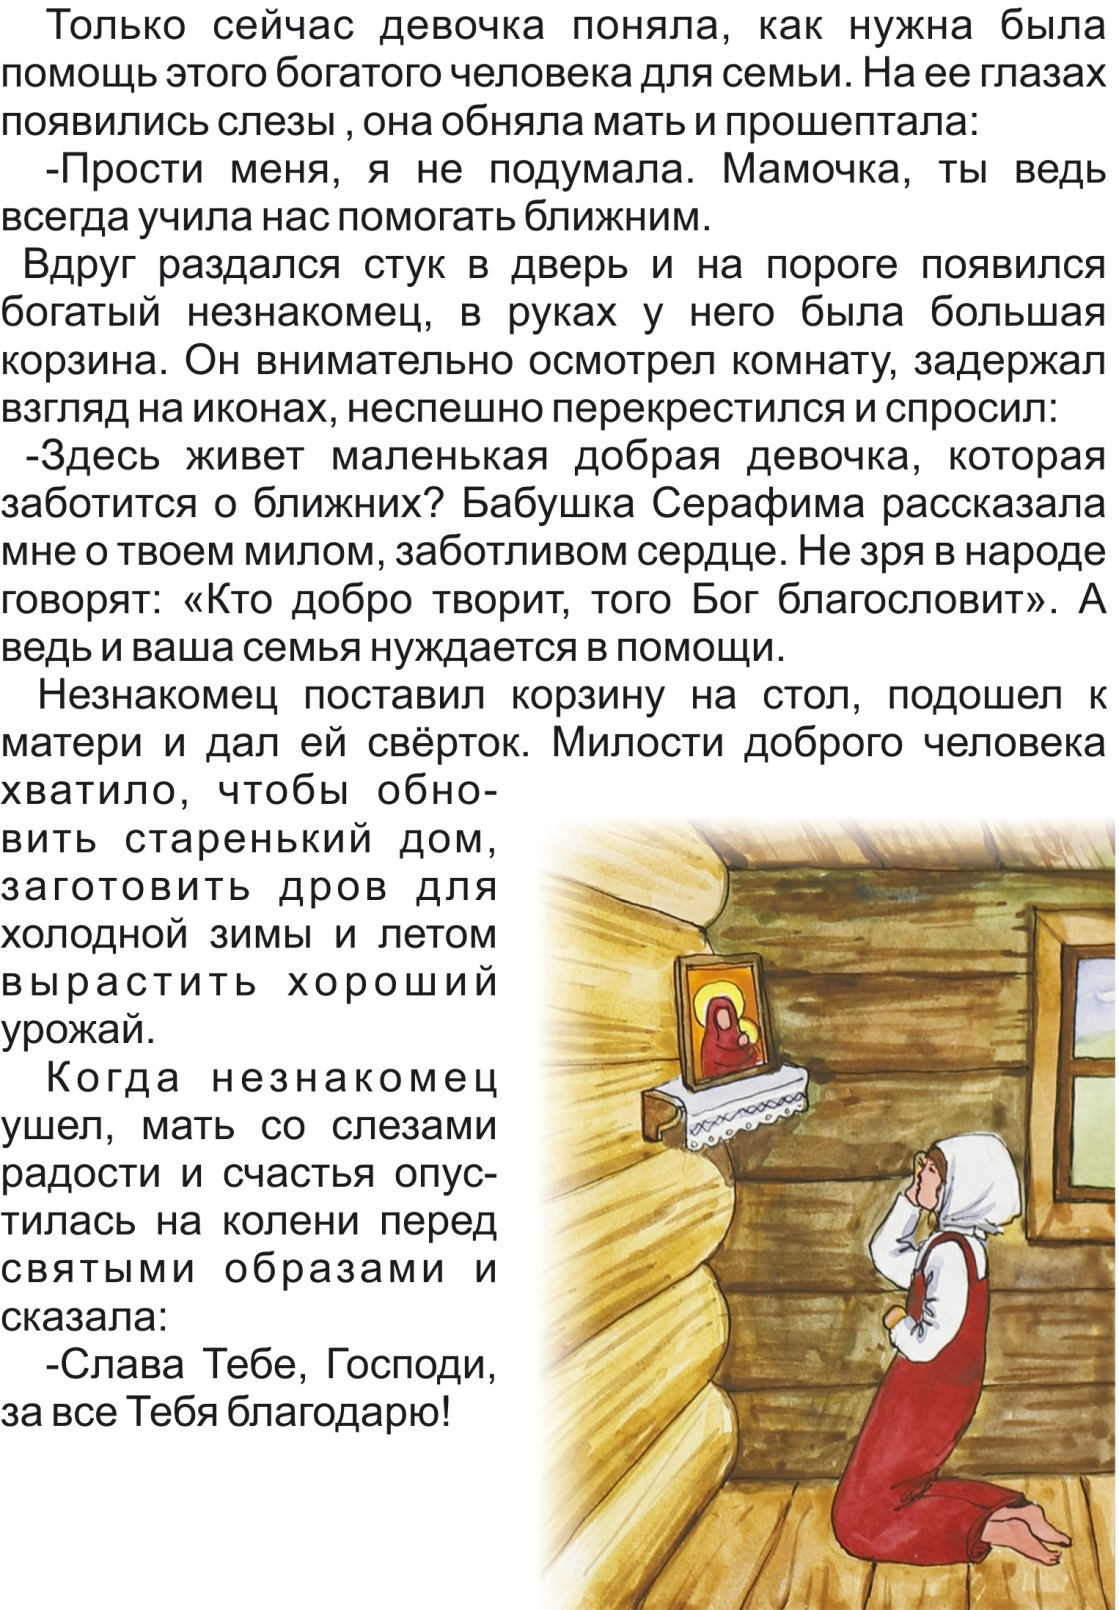 Только сейчас девочка поняла, как нужна была
помощь этого богатого человека для семьи. На ее глазах
появились слезы , она обняла мать и прошептала:
-Прости меня, я не подумала. Мамочка, ты ведь
всегда учила нас помогать ближним.
Вдруг раздался стук в дверь и на пороге появился
богатый незнакомец, в руках у него была большая
корзина. Он внимательно осмотрел комнату, задержал
взгляд на иконах, неспешно перекрестился и спросил:
-Здесь живет маленькая добрая девочка, которая
заботится о ближних? Бабушка Серафима рассказала
мне о твоем милом, заботливом сердце. Не зря в народе
говорят: «Кто добро творит, того Бог благословит». А
ведь и ваша семья нуждается в помощи.
Незнакомец поставил корзину на стол, подошел к
матери и дал ей свёрток. Милости доброго человека
хватило, чтобы обно-
вить старенький дом,
заготовить дров для
холодной зимы и летом
вырастить хороший
урожай.
Когда незнакомец
ушел, мать со слезами
радости и счастья опус-
тилась на колени перед
святыми образами и
сказала:
-Слава Тебе, Господи,
за все Тебя благодарю!